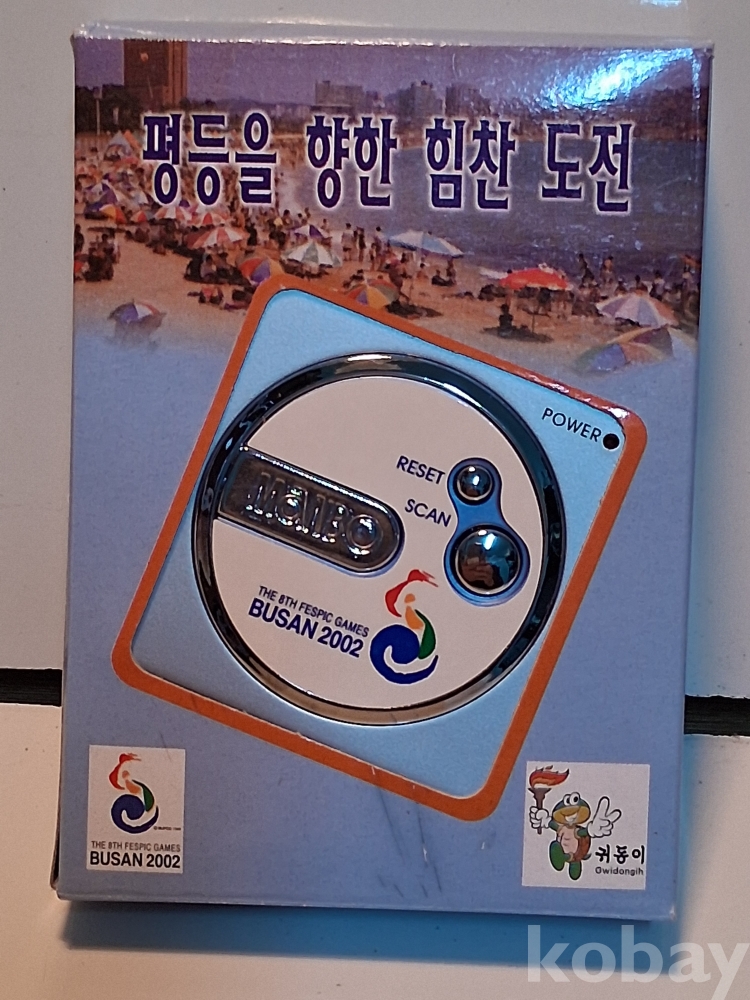 평등을 향한 힘찬 도전
POWER
RESET
SCAN
THE 8TH FESPIC GAMES
BUSAN 2002
THE 8TH FESPIC GAMES
BUSAN 2002
귀동이
Gwidongih
kobay